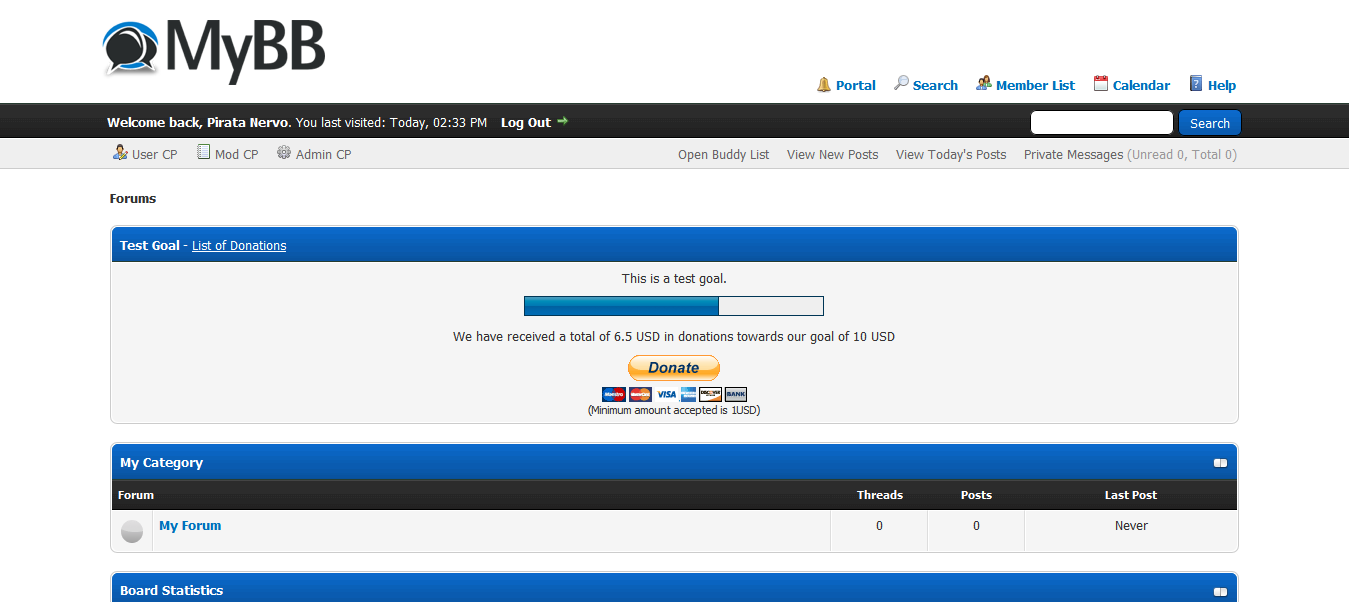 MyBB
Portal Search Member List Calendar Help
Welcome back, Pirata Nervo. You last visited: Today, 02:33 PM Log Out Search
User CP Mod CP Admin CP Open Buddy List View New Posts View Today's Posts Private Messages (Unread 0, Total 0)
Forums
Test Goal - List of Donations
This is a test goal.
We have received a total of 6.5 USD in donations towards our goal of 10 USD
Donate
Maestro MasterCard VISA DISCOVER BANK
(Minimum amount accepted is 1USD)
My Category
Forum Threads Posts Last Post
My Forum 0 0 Never
Board Statistics